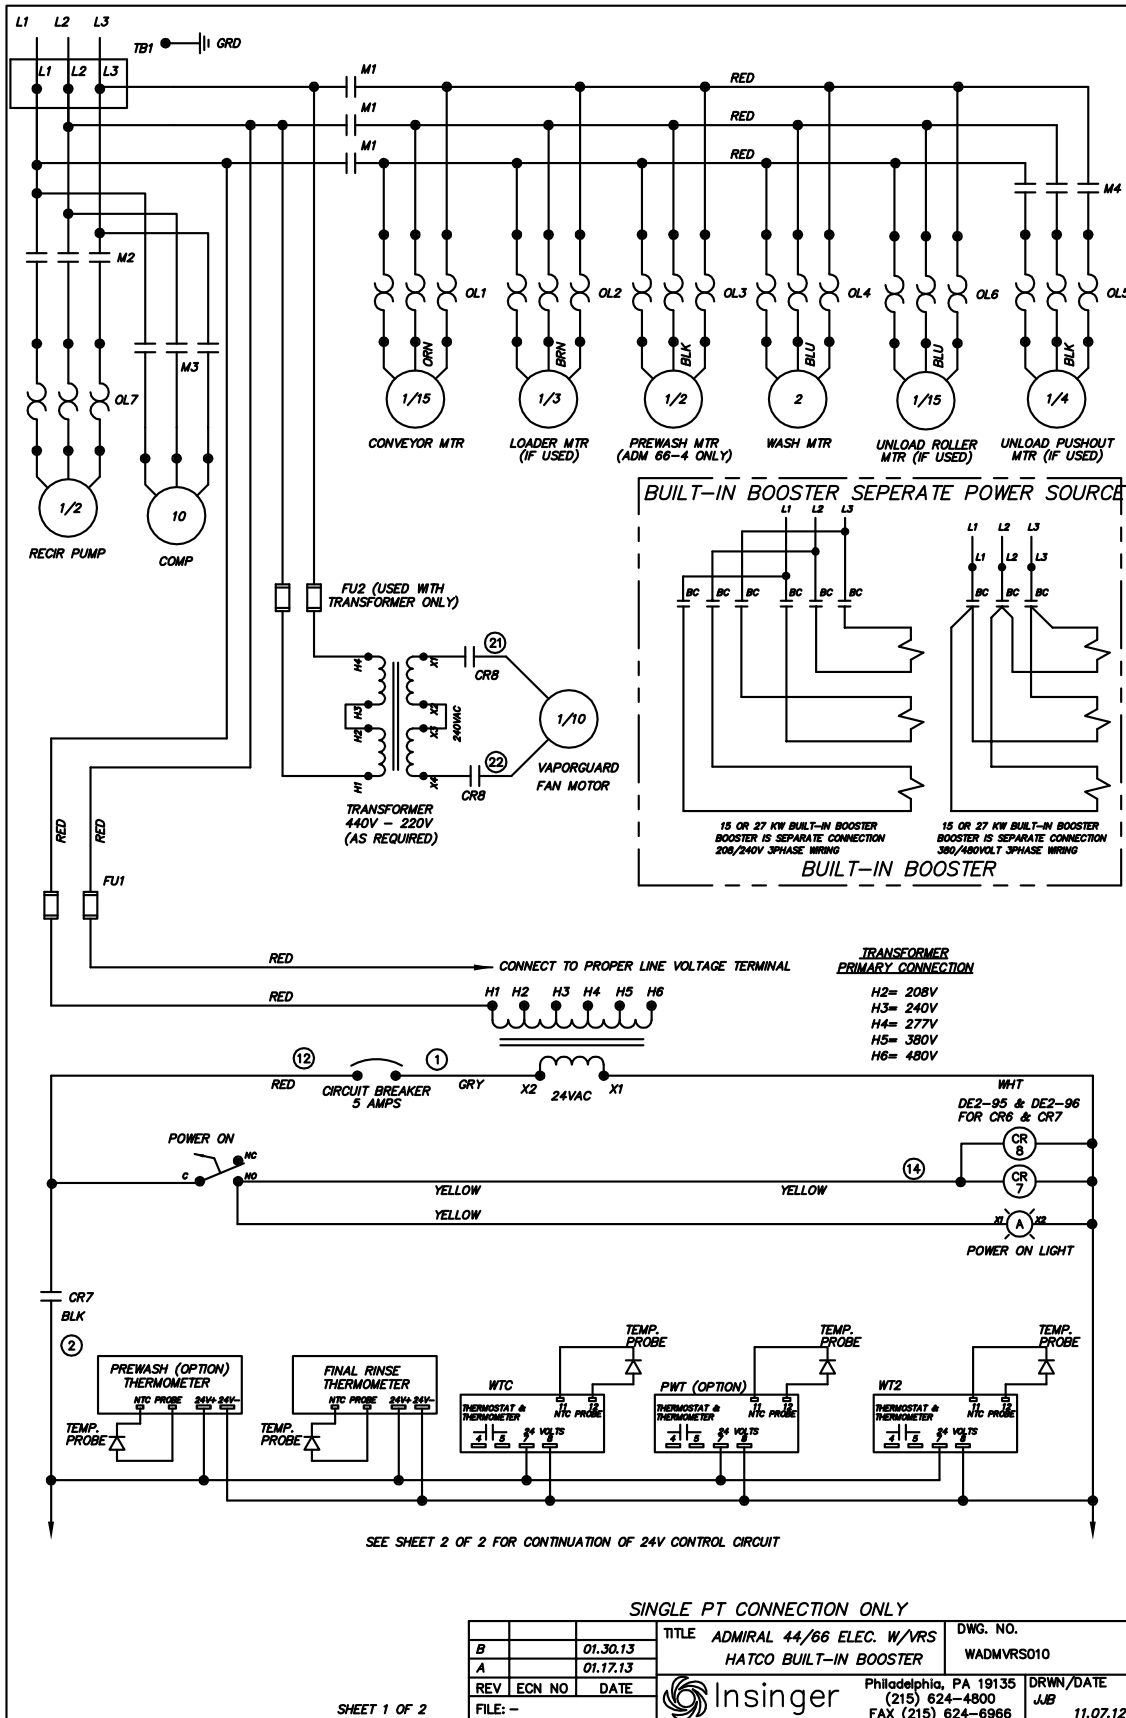 L1 L2 L3
TB1 GRD
L1 L2 L3
M1 RED
M1 RED
M1 RED
M4
M2
OL1 OL2 OL3 OL4 OL6 OL5
M3
OL7
ORN BRN BLK BLU BLU BLK
1/15 1/3 1/2 2 1/15 1/4
CONVEYOR MTR
LOADER MTR
(IF USED)
PREWASH MTR
(ADM 66-4 ONLY)
WASH MTR
UNLOAD ROLLER
MTR (IF USED)
UNLOAD PUSHOUT
MTR (IF USED)
1/2
RECIR PUMP
10
COMP
BUILT-IN BOOSTER SEPERATE POWER SOURCE
L1 L2 L3
L1 L2 L3
L1 L2 L3
BC BC BC BC BC BC
BC BC BC
15 OR 27 KW BUILT-IN BOOSTER
BOOSTER IS SEPARATE CONNECTION
208/240V 3PHASE WIRING
15 OR 27 KW BUILT-IN BOOSTER
BOOSTER IS SEPARATE CONNECTION
380/480VOLT 3PHASE WIRING
BUILT-IN BOOSTER
FU2 (USED WITH
TRANSFORMER ONLY)
H4 X1 CR8 21
H3 X2
H2 X3
240VAC
H1 X4 CR8 22
1/10
VAPORGUARD
FAN MOTOR
TRANSFORMER
440V - 220V
(AS REQUIRED)
RED RED
FU1
RED CONNECT TO PROPER LINE VOLTAGE TERMINAL
RED
H1 H2 H3 H4 H5 H6
TRANSFORMER
PRIMARY CONNECTION
H2= 208V
H3= 240V
H4= 277V
H5= 380V
H6= 480V
12 RED
CIRCUIT BREAKER
5 AMPS
1 GRY
X2 24VAC X1
WHT
DE2-95 & DE2-96
FOR CR6 & CR7
POWER ON
C NC NO
YELLOW YELLOW 14
CR
8
CR
7
YELLOW
X1 A X2
POWER ON LIGHT
CR7
BLK
2
PREWASH (OPTION)
THERMOMETER
NTC PROBE 24V+ 24V-
TEMP.
PROBE
FINAL RINSE
THERMOMETER
NTC PROBE 24V+ 24V-
TEMP.
PROBE
WTC
THERMOSTAT &
THERMOMETER
11 12
NTC PROBE
24 VOLTS
4 5 7 8
TEMP.
PROBE
PWT (OPTION)
THERMOSTAT &
THERMOMETER
11 12
NTC PROBE
24 VOLTS
4 5 7 8
TEMP.
PROBE
WT2
THERMOSTAT &
THERMOMETER
11 12
NTC PROBE
24 VOLTS
4 5 7 8
TEMP.
PROBE
SEE SHEET 2 OF 2 FOR CONTINUATION OF 24V CONTROL CIRCUIT
SINGLE PT CONNECTION ONLY
B 01.30.13
A 01.17.13
REV ECN NO DATE
FILE: -
TITLE ADMIRAL 44/66 ELEC. W/VRS
HATCO BUILT-IN BOOSTER
DWG. NO.
WADMVRS010
Insinger
Philadelphia, PA 19135
(215) 624-4800
FAX (215) 624-6966
DRWN/DATE
JJB
11.07.12
SHEET 1 OF 2